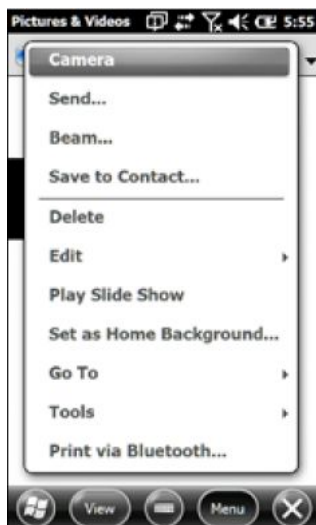 Pictures & Videos 5:55
Camera
Send...
Beam...
Save to Contact...
Delete
Edit
Play Slide Show
Set as Home Background...
Go To
Tools
Print via Bluetooth...
View Menu